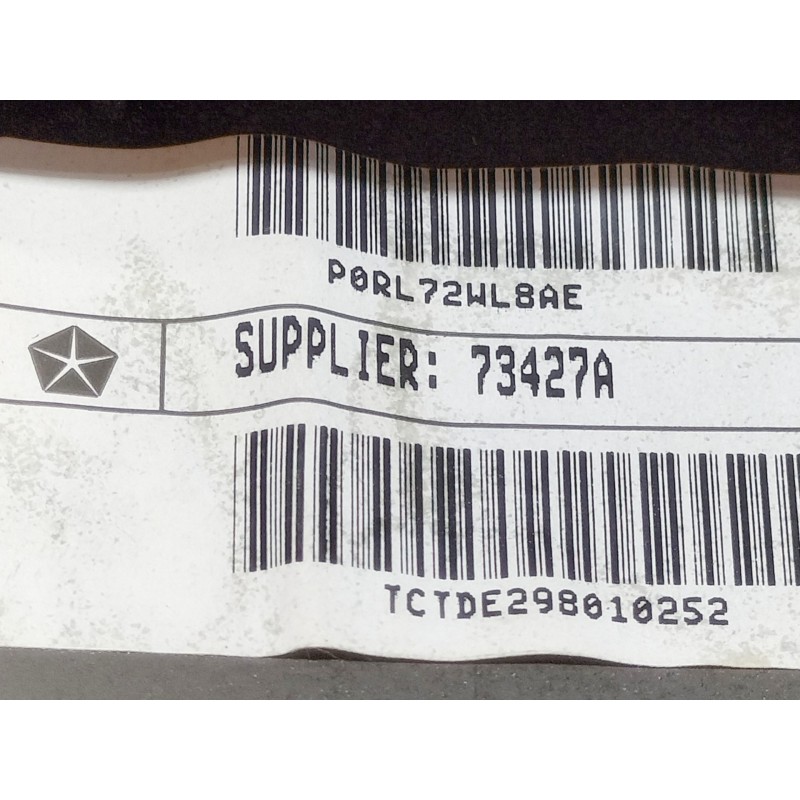 P0RL72WL8AE
SUPPLIER: 73427A
TCTDE298010252